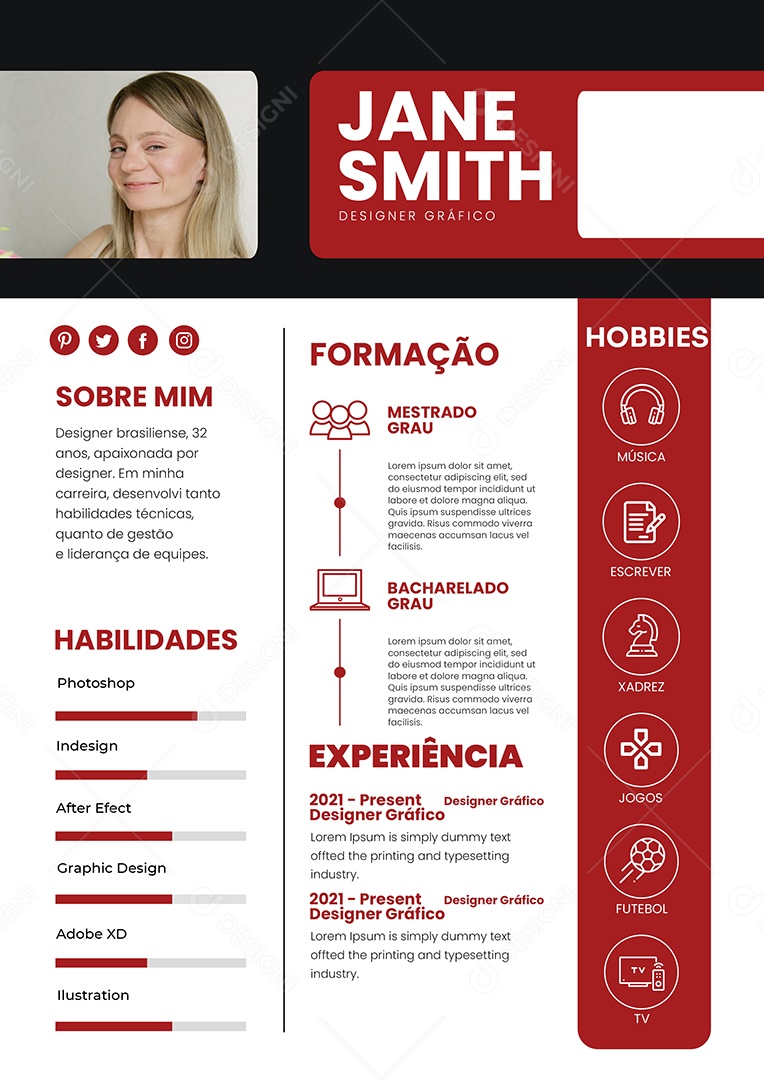 JANE
SMITH
DESIGNER GRÁFICO
SOBRE MIM
Designer brasiliense, 32
anos, apaixonada por
designer. Em minha
carreira, desenvolvi tanto
habilidades técnicas,
quanto de gestão
e liderança de equipes.
HABILIDADES
Photoshop
Indesign
After Efect
Graphic Design
Adobe XD
Ilustration
FORMAÇÃO
MESTRADO
GRAU
Lorem ipsum dolor sit amet,
consectetur adipiscing elit, sed
do eiusmod tempor incididunt ut
labore et dolore magna aliqua.
Quis ipsum suspendisse ultrices
gravida. Risus commodo viverra
maecenas accumsan lacus vel
facilisis.
BACHARELADO
GRAU
Lorem ipsum dolor sit amet,
consectetur adipiscing elit, sed
do eiusmod tempor incididunt ut
labore et dolore magna aliqua.
Quis ipsum suspendisse ultrices
gravida. Risus commodo viverra
maecenas accumsan lacus vel
facilisis.
EXPERIÊNCIA
2021 - Present Designer Gráfico
Designer Gráfico
Lorem Ipsum is simply dummy text
offted the printing and typesetting
industry.
2021 - Present Designer Gráfico
Designer Gráfico
Lorem Ipsum is simply dummy text
offted the printing and typesetting
industry.
HOBBIES
MÚSICA
ESCREVER
XADREZ
JOGOS
FUTEBOL
TV
TV
DESIGNI